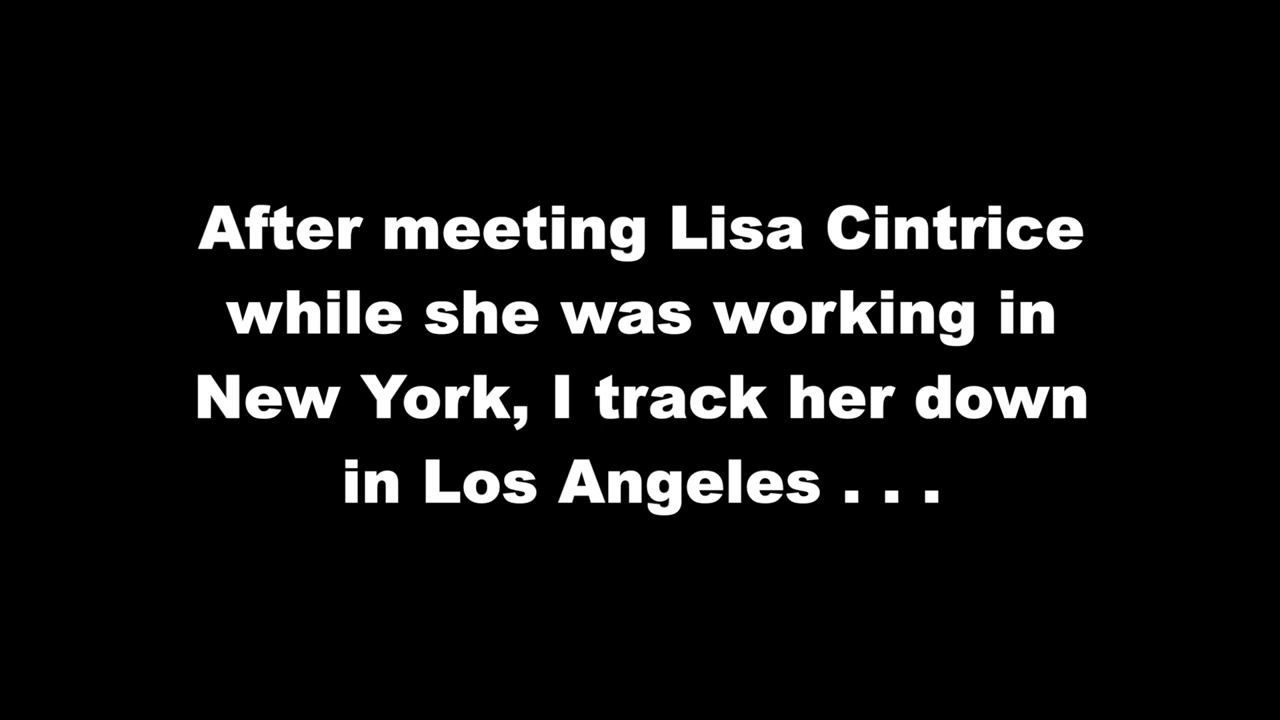 After meeting Lisa Cintrice
while she was working in
New York, I track her down
in Los Angeles . . .